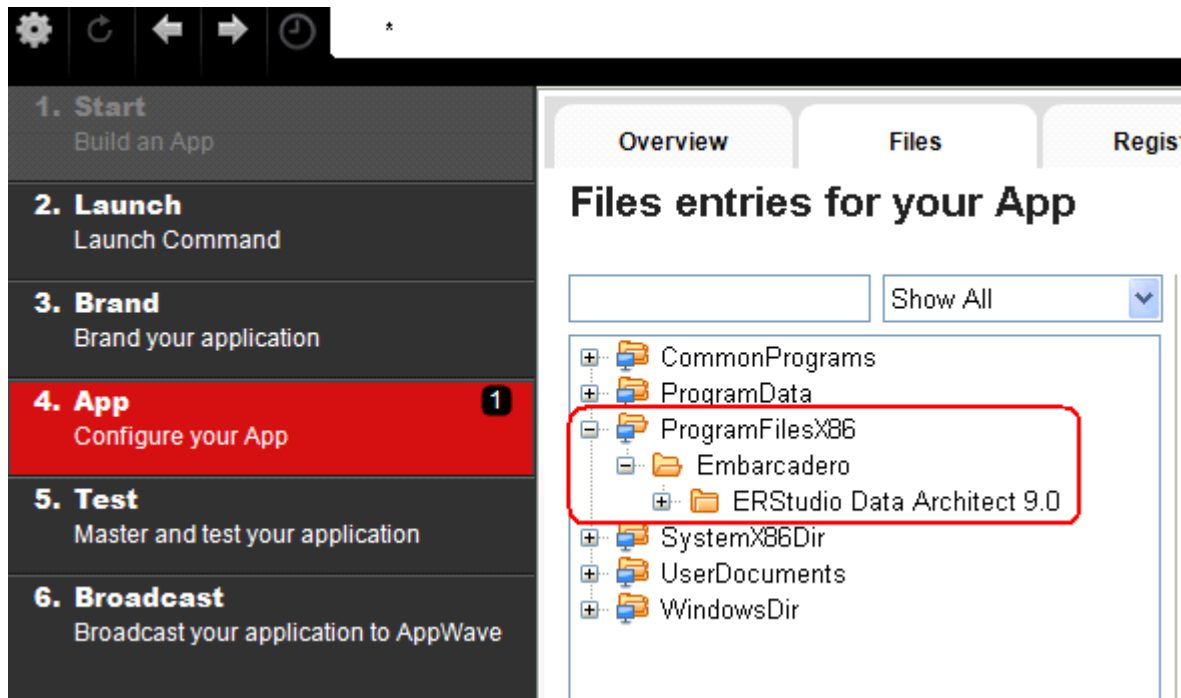 *
1. Start
Build an App
2. Launch
Launch Command
3. Brand
Brand your application
4. App 1
Configure your App
5. Test
Master and test your application
6. Broadcast
Broadcast your application to AppWave
Overview Files Regis
Files entries for your App
Show All
CommonPrograms
ProgramData
ProgramFilesX86
Embarcadero
ERStudio Data Architect 9.0
SystemX86Dir
UserDocuments
WindowsDir